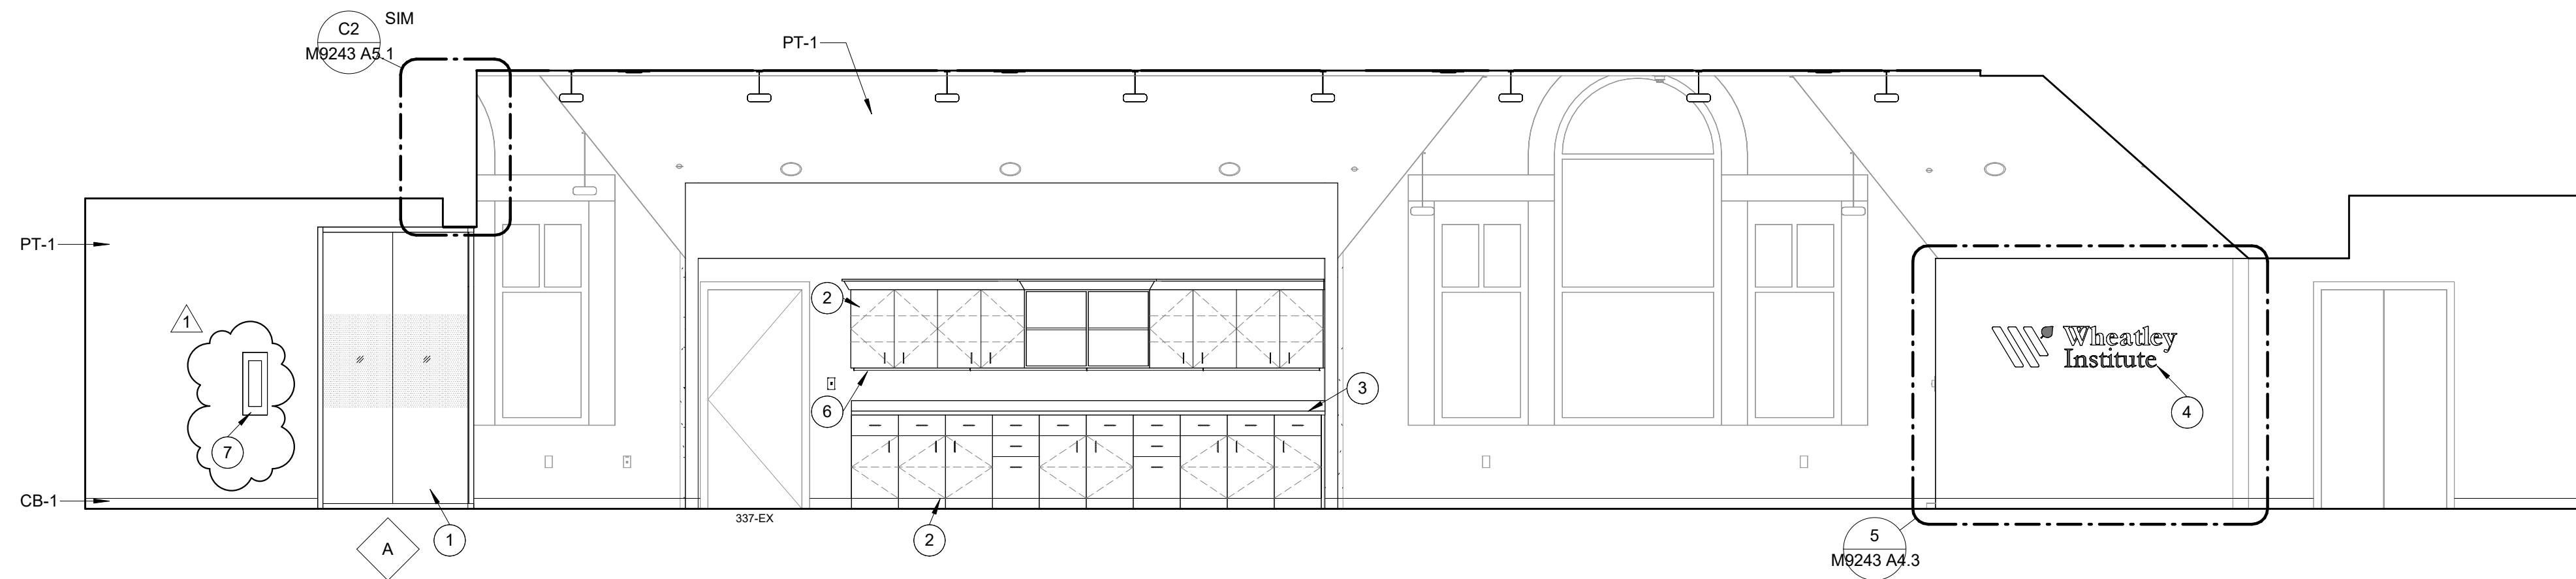 C2
SIM
M9243 A5.1
PT-1
PT-1
1
2
Wheatley
Institute
6
3
4
7
CB-1
337-EX
A
1
2
5
M9243 A4.3